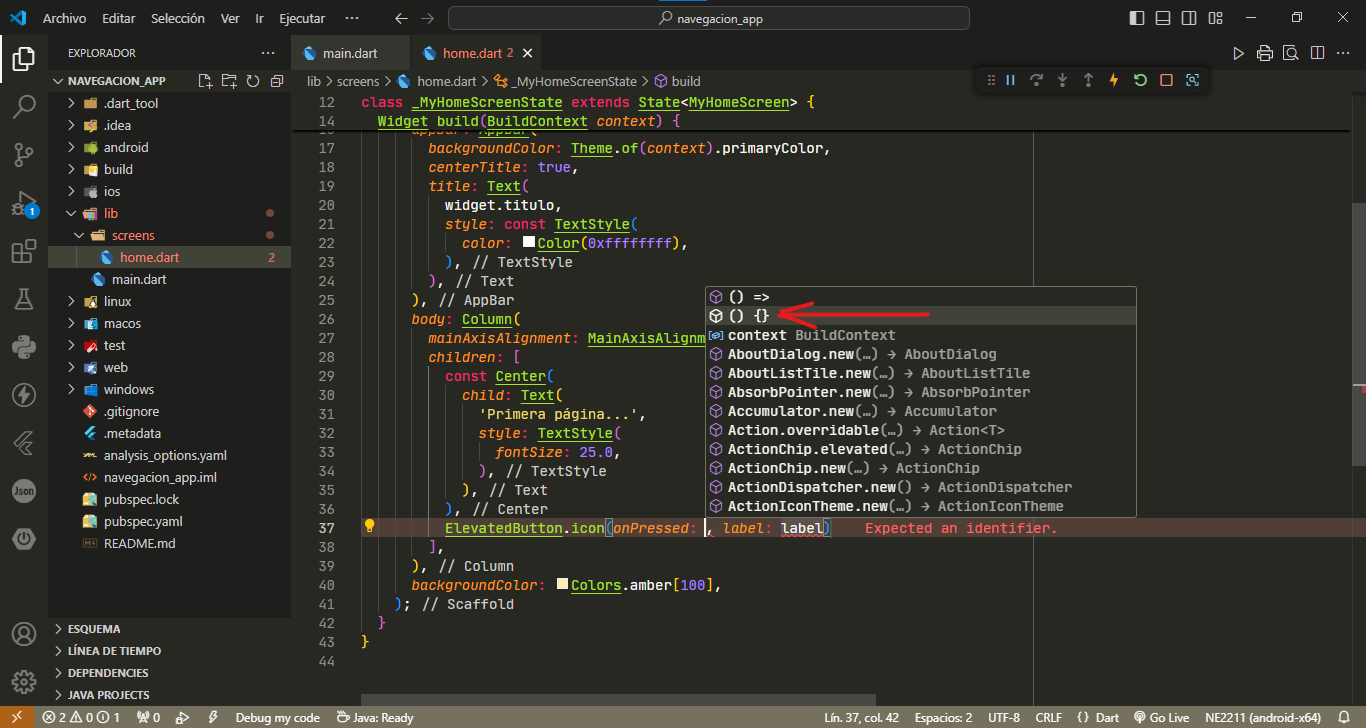 Archivo Editar Selección Ver Ir Ejecutar ··· navegacion_app
EXPLORADOR ···
NAVEGACION_APP
.dart_tool
.idea
android
build
ios
lib
screens
home.dart 2
main.dart
linux
macos
test
web
windows
.gitignore
.metadata
analysis_options.yaml
navegacion_app.iml
pubspec.lock
pubspec.yaml
README.md
ESQUEMA
LÍNEA DE TIEMPO
DEPENDENCIES
JAVA PROJECTS
1
Json
main.dart home.dart 2
lib > screens > home.dart > _MyHomeScreenState > build
12 class _MyHomeScreenState extends State<MyHomeScreen> {
14 Widget build(BuildContext context) {
appBar: AppBar(
17 backgroundColor: Theme.of(context).primaryColor,
18 centerTitle: true,
19 title: Text(
20 widget.titulo,
21 style: const TextStyle(
22 color: Color(0xffffffff),
23 ), // TextStyle
24 ), // Text
25 ), // AppBar
26 body: Column(
27 mainAxisAlignment: MainAxisAlignm
28 children: [
29 const Center(
30 child: Text(
31 'Primera página...',
32 style: TextStyle(
33 fontSize: 25.0,
34 ), // TextStyle
35 ), // Text
36 ), // Center
37 ElevatedButton.icon(onPressed: , label: label) Expected an identifier.
38 ],
39 ), // Column
40 backgroundColor: Colors.amber[100],
41 ); // Scaffold
42 }
43 }
44
() =>
() {}
context BuildContext
AboutDialog.new(…) → AboutDialog
AboutListTile.new(…) → AboutListTile
AbsorbPointer.new(…) → AbsorbPointer
Accumulator.new(…) → Accumulator
Action.overridable(…) → Action<T>
ActionChip.elevated(…) → ActionChip
ActionChip.new(…) → ActionChip
ActionDispatcher.new() → ActionDispatcher
ActionIconTheme.new(…) → ActionIconTheme
2 0 1 0 Debug my code Java: Ready Lín. 37, col. 42 Espacios: 2 UTF-8 CRLF {} Dart Go Live NE2211 (android-x64)